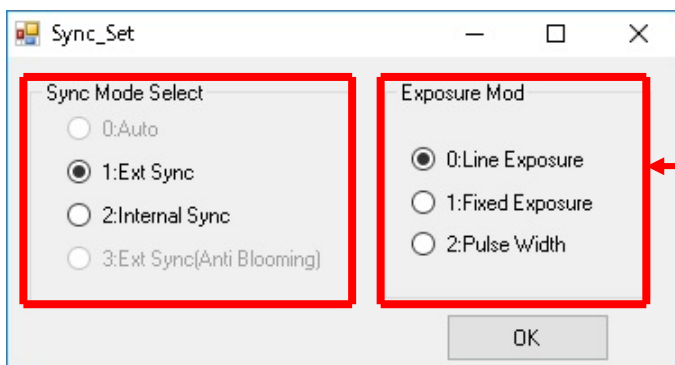 Sync_Set
Sync Mode Select
0:Auto
1:Ext Sync
2:Internal Sync
3:Ext Sync(Anti Blooming)
Exposure Mod
0:Line Exposure
1:Fixed Exposure
2:Pulse Width
OK